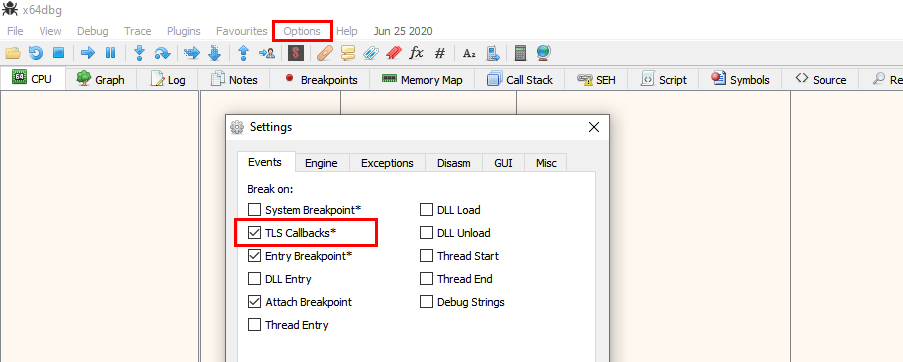 x64dbg
File View Debug Trace Plugins Favourites Options Help Jun 25 2020
S fx # Az
64 CPU Graph Log Notes Breakpoints Memory Map Call Stack SEH Script Symbols Source Re
Settings
Events Engine Exceptions Disasm GUI Misc
Break on:
System Breakpoint* DLL Load
TLS Callbacks* DLL Unload
Entry Breakpoint* Thread Start
DLL Entry Thread End
Attach Breakpoint Debug Strings
Thread Entry